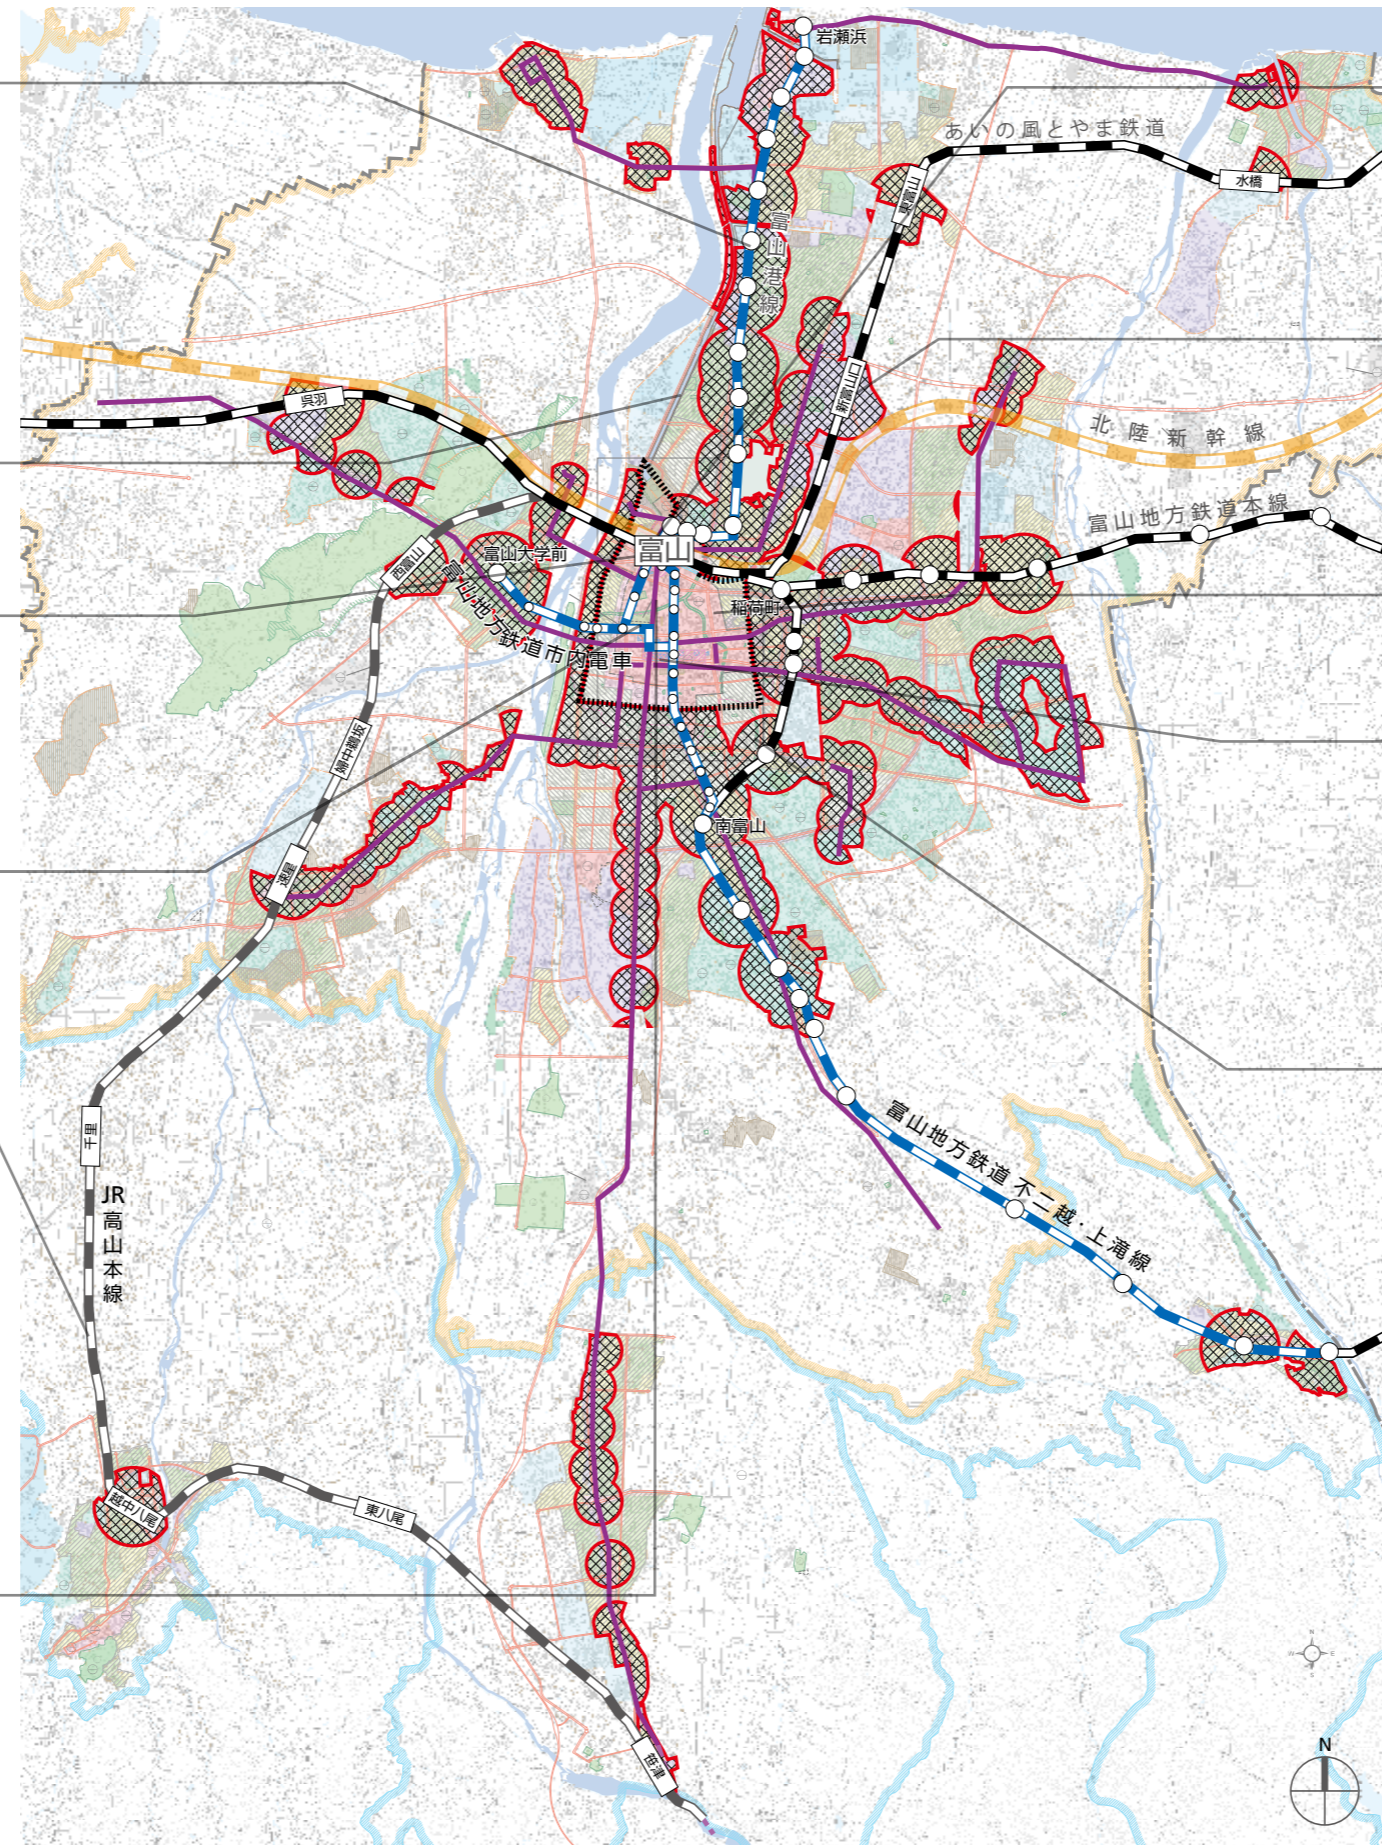 岩瀬浜
あいの風とやま鉄道
東富山
水橋
富山港線
新富山口
呉羽
北陸新幹線
富山地方鉄道本線
富山大学前
富山
西富山
稲荷町
富山地方鉄道市内電車
婦中鵜坂
南富山
速星
千里
富山地方鉄道 不二越・上滝線
JR
高山本線
越中八尾
東八尾
笹津
N